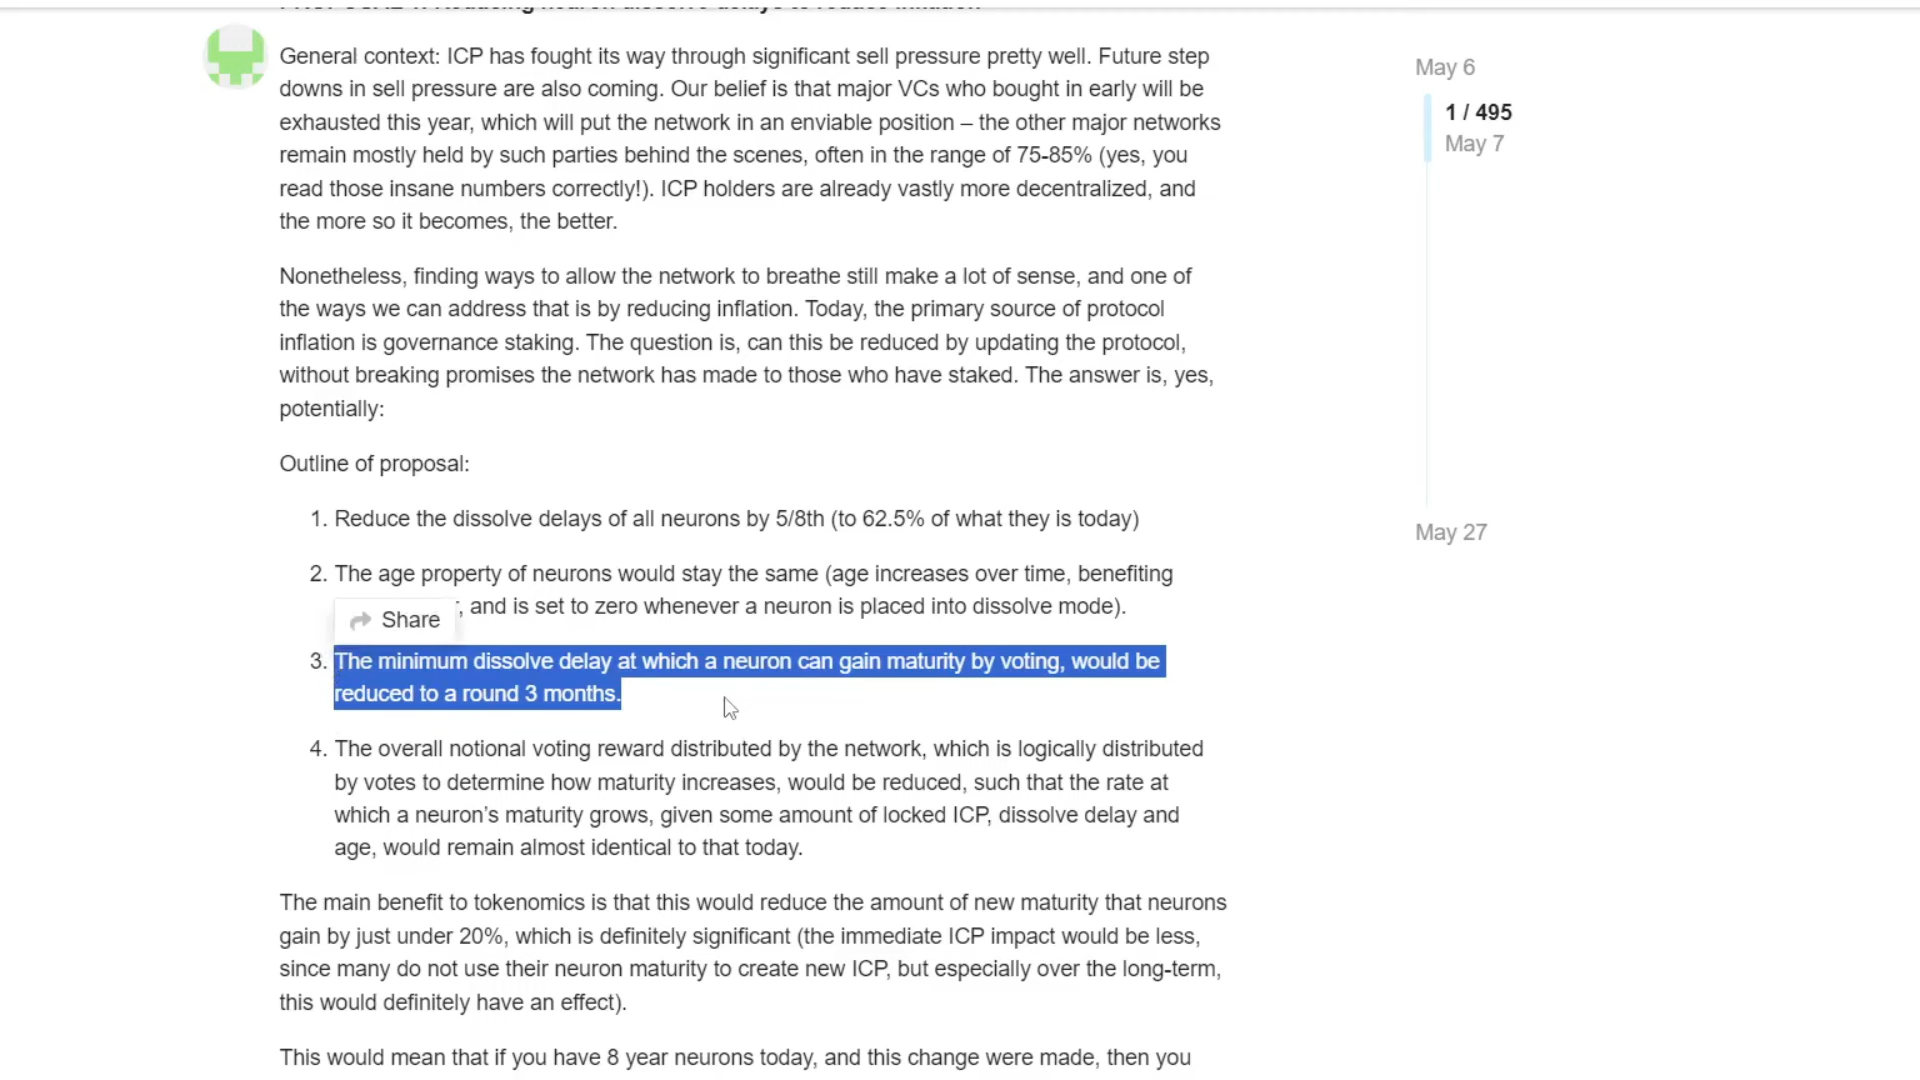 General context: ICP has fought its way through significant sell pressure pretty well. Future step
downs in sell pressure are also coming. Our belief is that major VCs who bought in early will be
exhausted this year, which will put the network in an enviable position – the other major networks
remain mostly held by such parties behind the scenes, often in the range of 75-85% (yes, you
read those insane numbers correctly!). ICP holders are already vastly more decentralized, and
the more so it becomes, the better.
Nonetheless, finding ways to allow the network to breathe still make a lot of sense, and one of
the ways we can address that is by reducing inflation. Today, the primary source of protocol
inflation is governance staking. The question is, can this be reduced by updating the protocol,
without breaking promises the network has made to those who have staked. The answer is, yes,
potentially:
Outline of proposal:
1. Reduce the dissolve delays of all neurons by 5/8th (to 62.5% of what they is today)
2. The age property of neurons would stay the same (age increases over time, benefiting
, and is set to zero whenever a neuron is placed into dissolve mode).
Share
3. The minimum dissolve delay at which a neuron can gain maturity by voting, would be
reduced to a round 3 months.
4. The overall notional voting reward distributed by the network, which is logically distributed
by votes to determine how maturity increases, would be reduced, such that the rate at
which a neuron’s maturity grows, given some amount of locked ICP, dissolve delay and
age, would remain almost identical to that today.
The main benefit to tokenomics is that this would reduce the amount of new maturity that neurons
gain by just under 20%, which is definitely significant (the immediate ICP impact would be less,
since many do not use their neuron maturity to create new ICP, but especially over the long-term,
this would definitely have an effect).
This would mean that if you have 8 year neurons today, and this change were made, then you
May 6
1 / 495
May 7
May 27